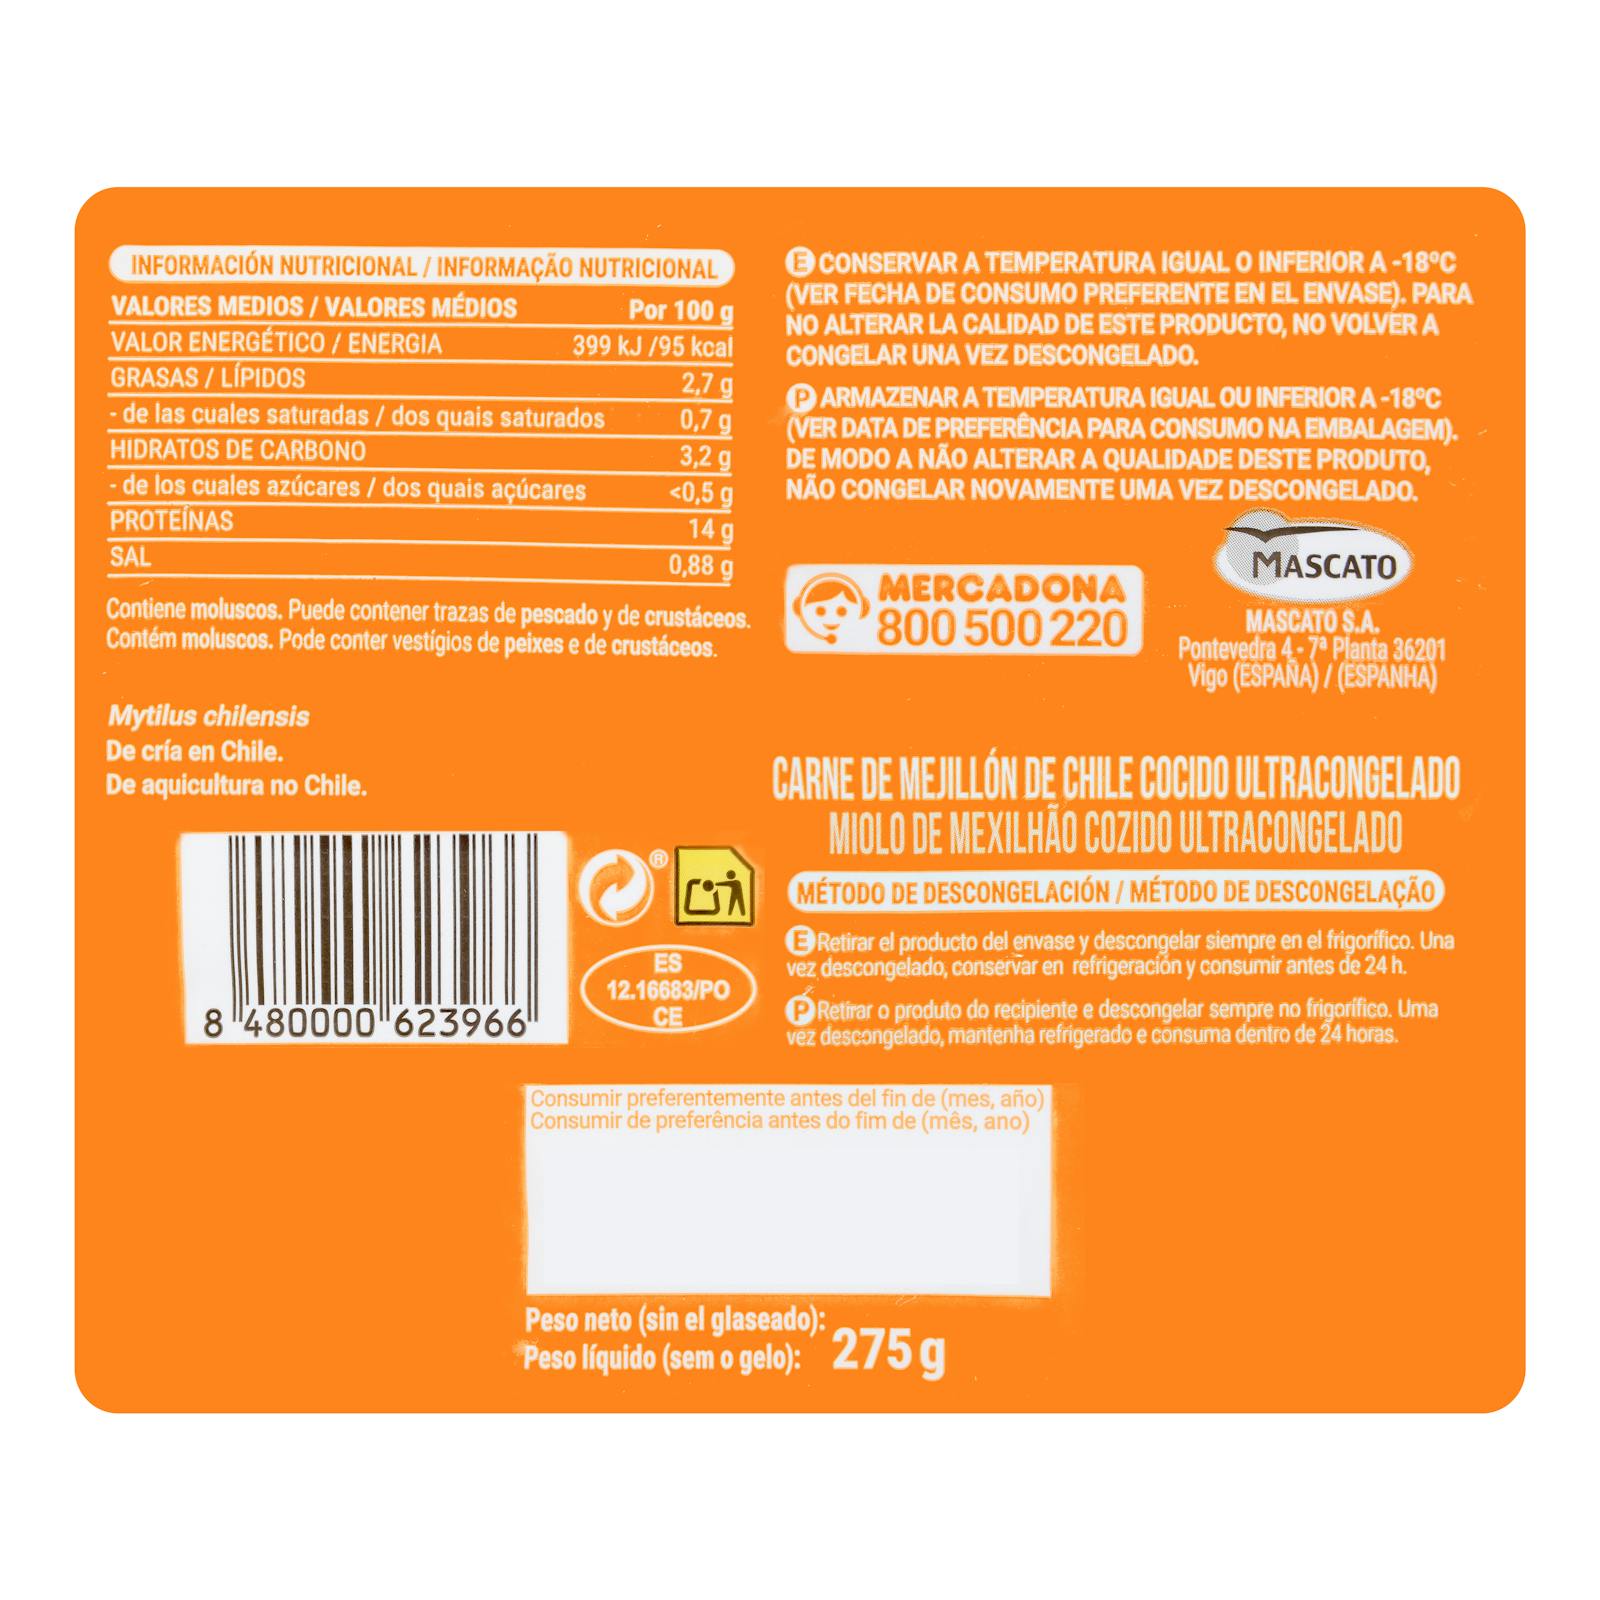 INFORMACIÓN NUTRICIONAL / INFORMAÇÃO NUTRICIONAL
VALORES MEDIOS / VALORES MÉDIOS Por 100 g
VALOR ENERGÉTICO / ENERGIA 399 kJ /95 kcal
GRASAS / LÍPIDOS 2,7 g
- de las cuales saturadas / dos quais saturados 0,7 g
HIDRATOS DE CARBONO 3,2 g
- de los cuales azúcares / dos quais açúcares <0,5 g
PROTEÍNAS 14 g
SAL 0,88 g
Contiene moluscos. Puede contener trazas de pescado y de crustáceos.
Contém moluscos. Pode conter vestígios de peixes e de crustáceos.
Mytilus chilensis
De cría en Chile.
De aquicultura no Chile.
8 480000 623966
®
ES
12.16683/PO
CE
E CONSERVAR A TEMPERATURA IGUAL O INFERIOR A -18ºC
(VER FECHA DE CONSUMO PREFERENTE EN EL ENVASE). PARA
NO ALTERAR LA CALIDAD DE ESTE PRODUCTO, NO VOLVER A
CONGELAR UNA VEZ DESCONGELADO.
P ARMAZENAR A TEMPERATURA IGUAL OU INFERIOR A -18ºC
(VER DATA DE PREFERÊNCIA PARA CONSUMO NA EMBALAGEM).
DE MODO A NÃO ALTERAR A QUALIDADE DESTE PRODUTO,
NÃO CONGELAR NOVAMENTE UMA VEZ DESCONGELADO.
MERCADONA
800 500 220
MASCATO
MASCATO S.A.
Pontevedra 4 - 7ª Planta 36201
Vigo (ESPAÑA) / (ESPANHA)
CARNE DE MEJILLÓN DE CHILE COCIDO ULTRACONGELADO
MIOLO DE MEXILHÃO COZIDO ULTRACONGELADO
MÉTODO DE DESCONGELACIÓN / MÉTODO DE DESCONGELAÇÃO
E Retirar el producto del envase y descongelar siempre en el frigorífico. Una
vez descongelado, conservar en refrigeración y consumir antes de 24 h.
P Retirar o produto do recipiente e descongelar sempre no frigorífico. Uma
vez descongelado, mantenha refrigerado e consuma dentro de 24 horas.
Consumir preferentemente antes del fin de (mes, año)
Consumir de preferência antes do fim de (mês, ano)
Peso neto (sin el glaseado):
Peso líquido (sem o gelo): 275 g